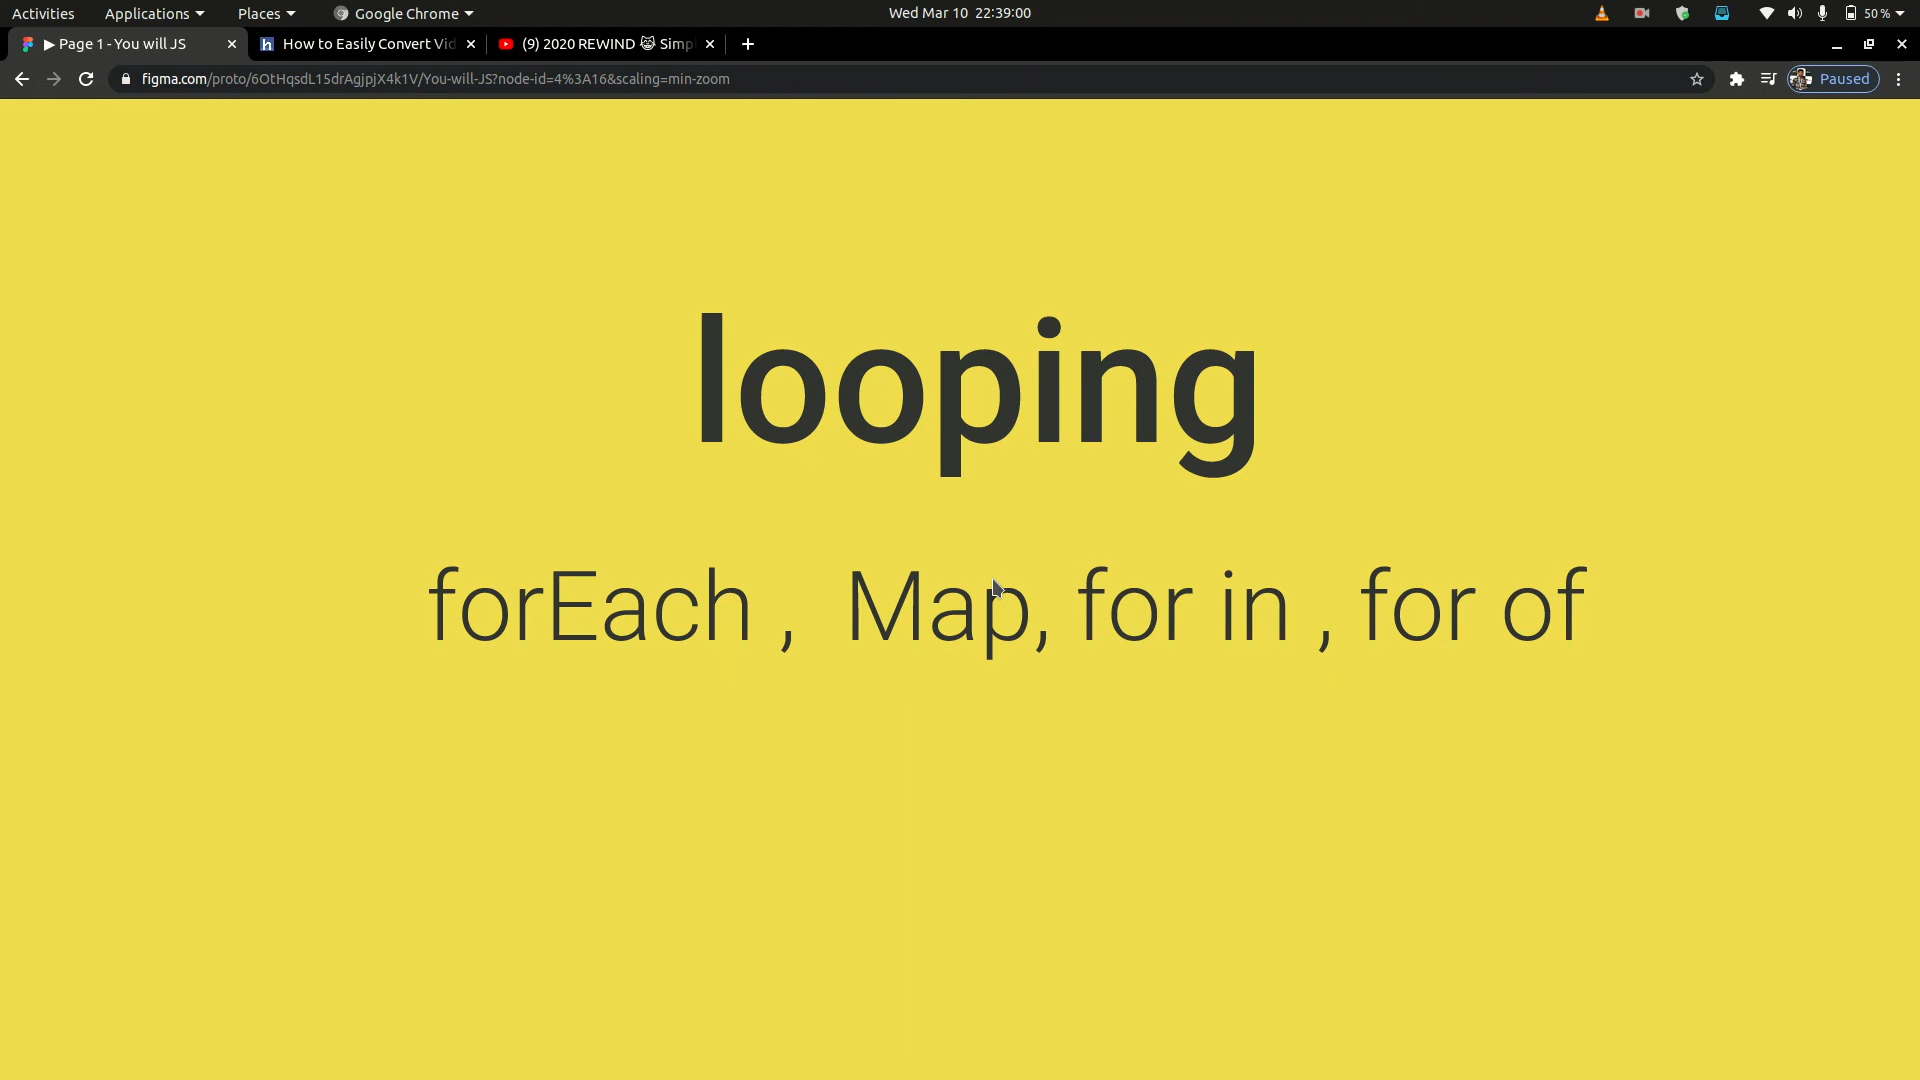 Activities Applications Places Google Chrome Wed Mar 10 22:39:00 50 %
Page 1 - You will JS How to Easily Convert Vid (9) 2020 REWIND 😹 Simpl
figma.com/proto/6OtHqsdL15drAgjpjX4k1V/You-will-JS?node-id=4%3A16&scaling=min-zoom Paused
looping
forEach , Map, for in , for of